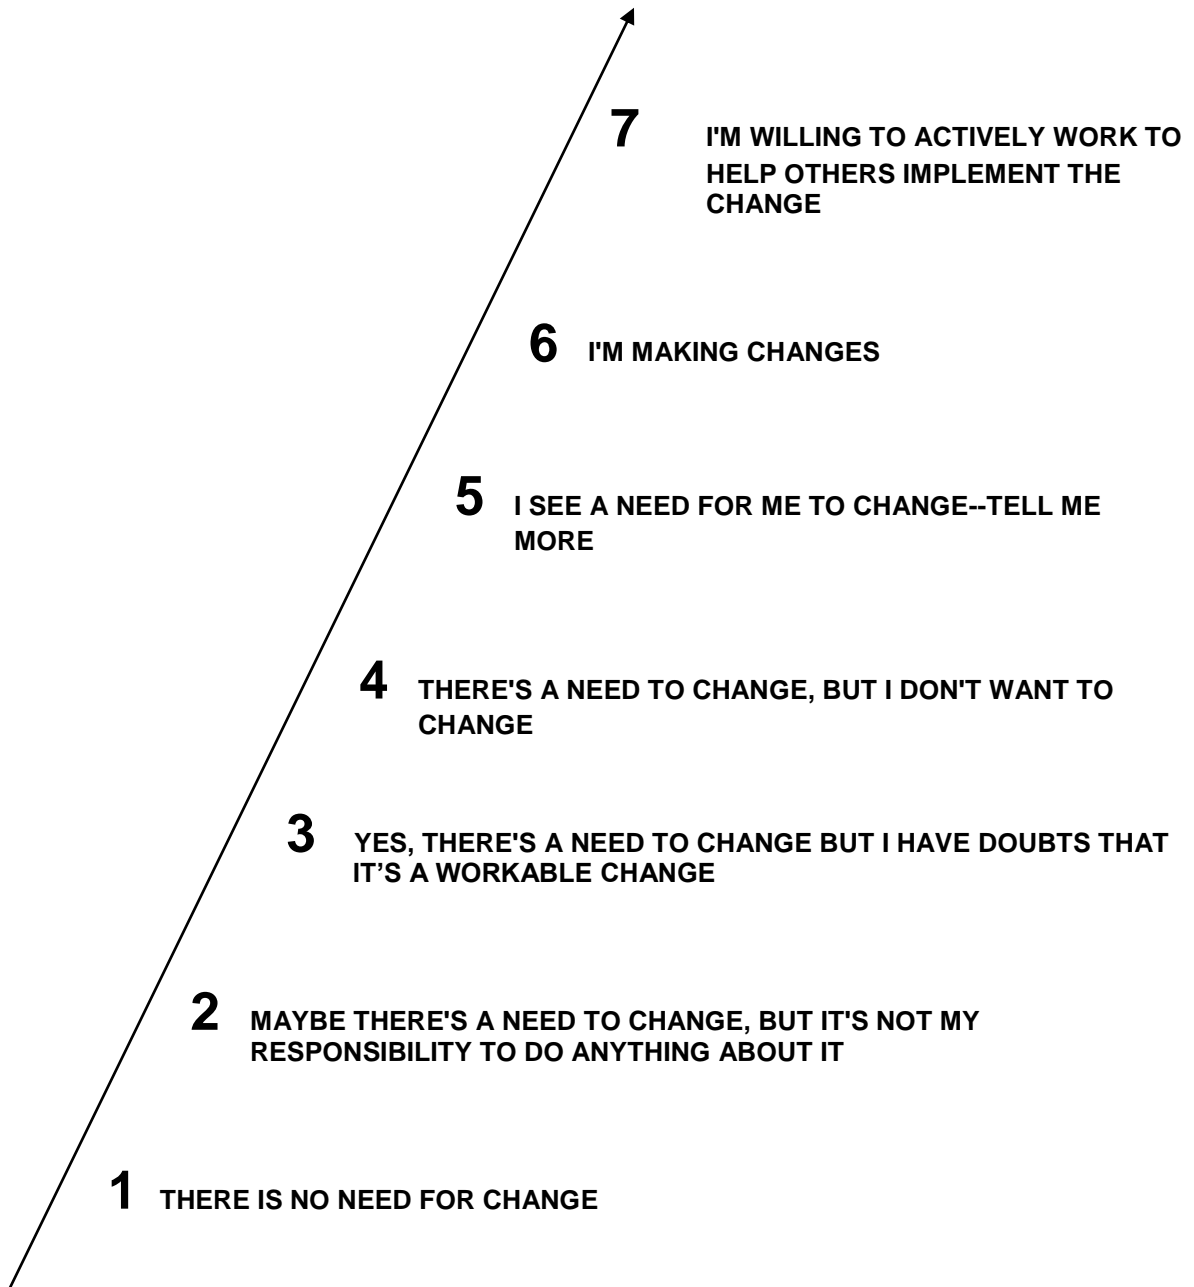 7 I'M WILLING TO ACTIVELY WORK TO
HELP OTHERS IMPLEMENT THE
CHANGE
6 I'M MAKING CHANGES
5 I SEE A NEED FOR ME TO CHANGE--TELL ME
MORE
4 THERE'S A NEED TO CHANGE, BUT I DON'T WANT TO
CHANGE
3 YES, THERE'S A NEED TO CHANGE BUT I HAVE DOUBTS THAT
IT’S A WORKABLE CHANGE
2 MAYBE THERE'S A NEED TO CHANGE, BUT IT'S NOT MY
RESPONSIBILITY TO DO ANYTHING ABOUT IT
1 THERE IS NO NEED FOR CHANGE